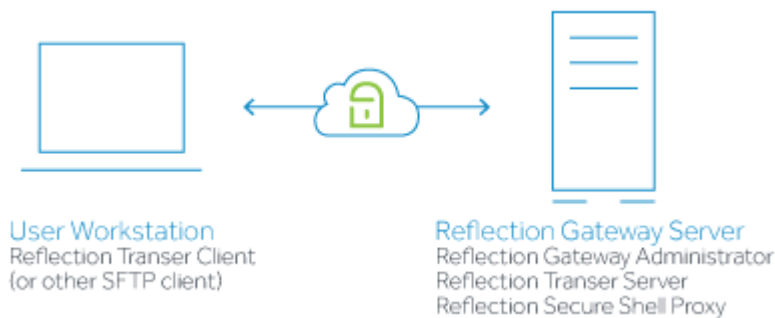 User Workstation
Reflection Transer Client
(or other SFTP client)
Reflection Gateway Server
Reflection Gateway Administrator
Reflection Transer Server
Reflection Secure Shell Proxy